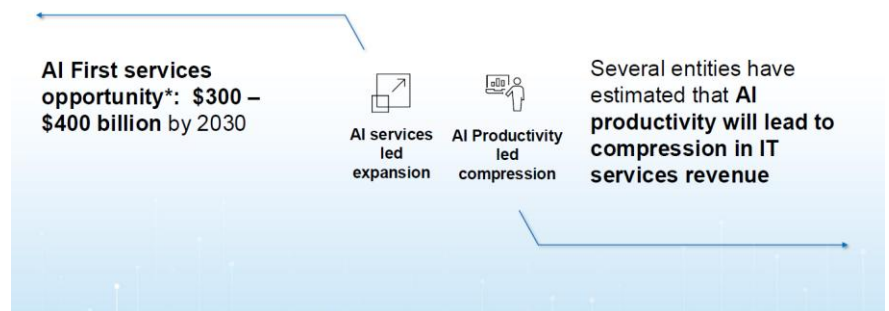 AI First services
opportunity*: $300 –
$400 billion by 2030
AI services
led
expansion
AI Productivity
led
compression
Several entities have
estimated that AI
productivity will lead to
compression in IT
services revenue